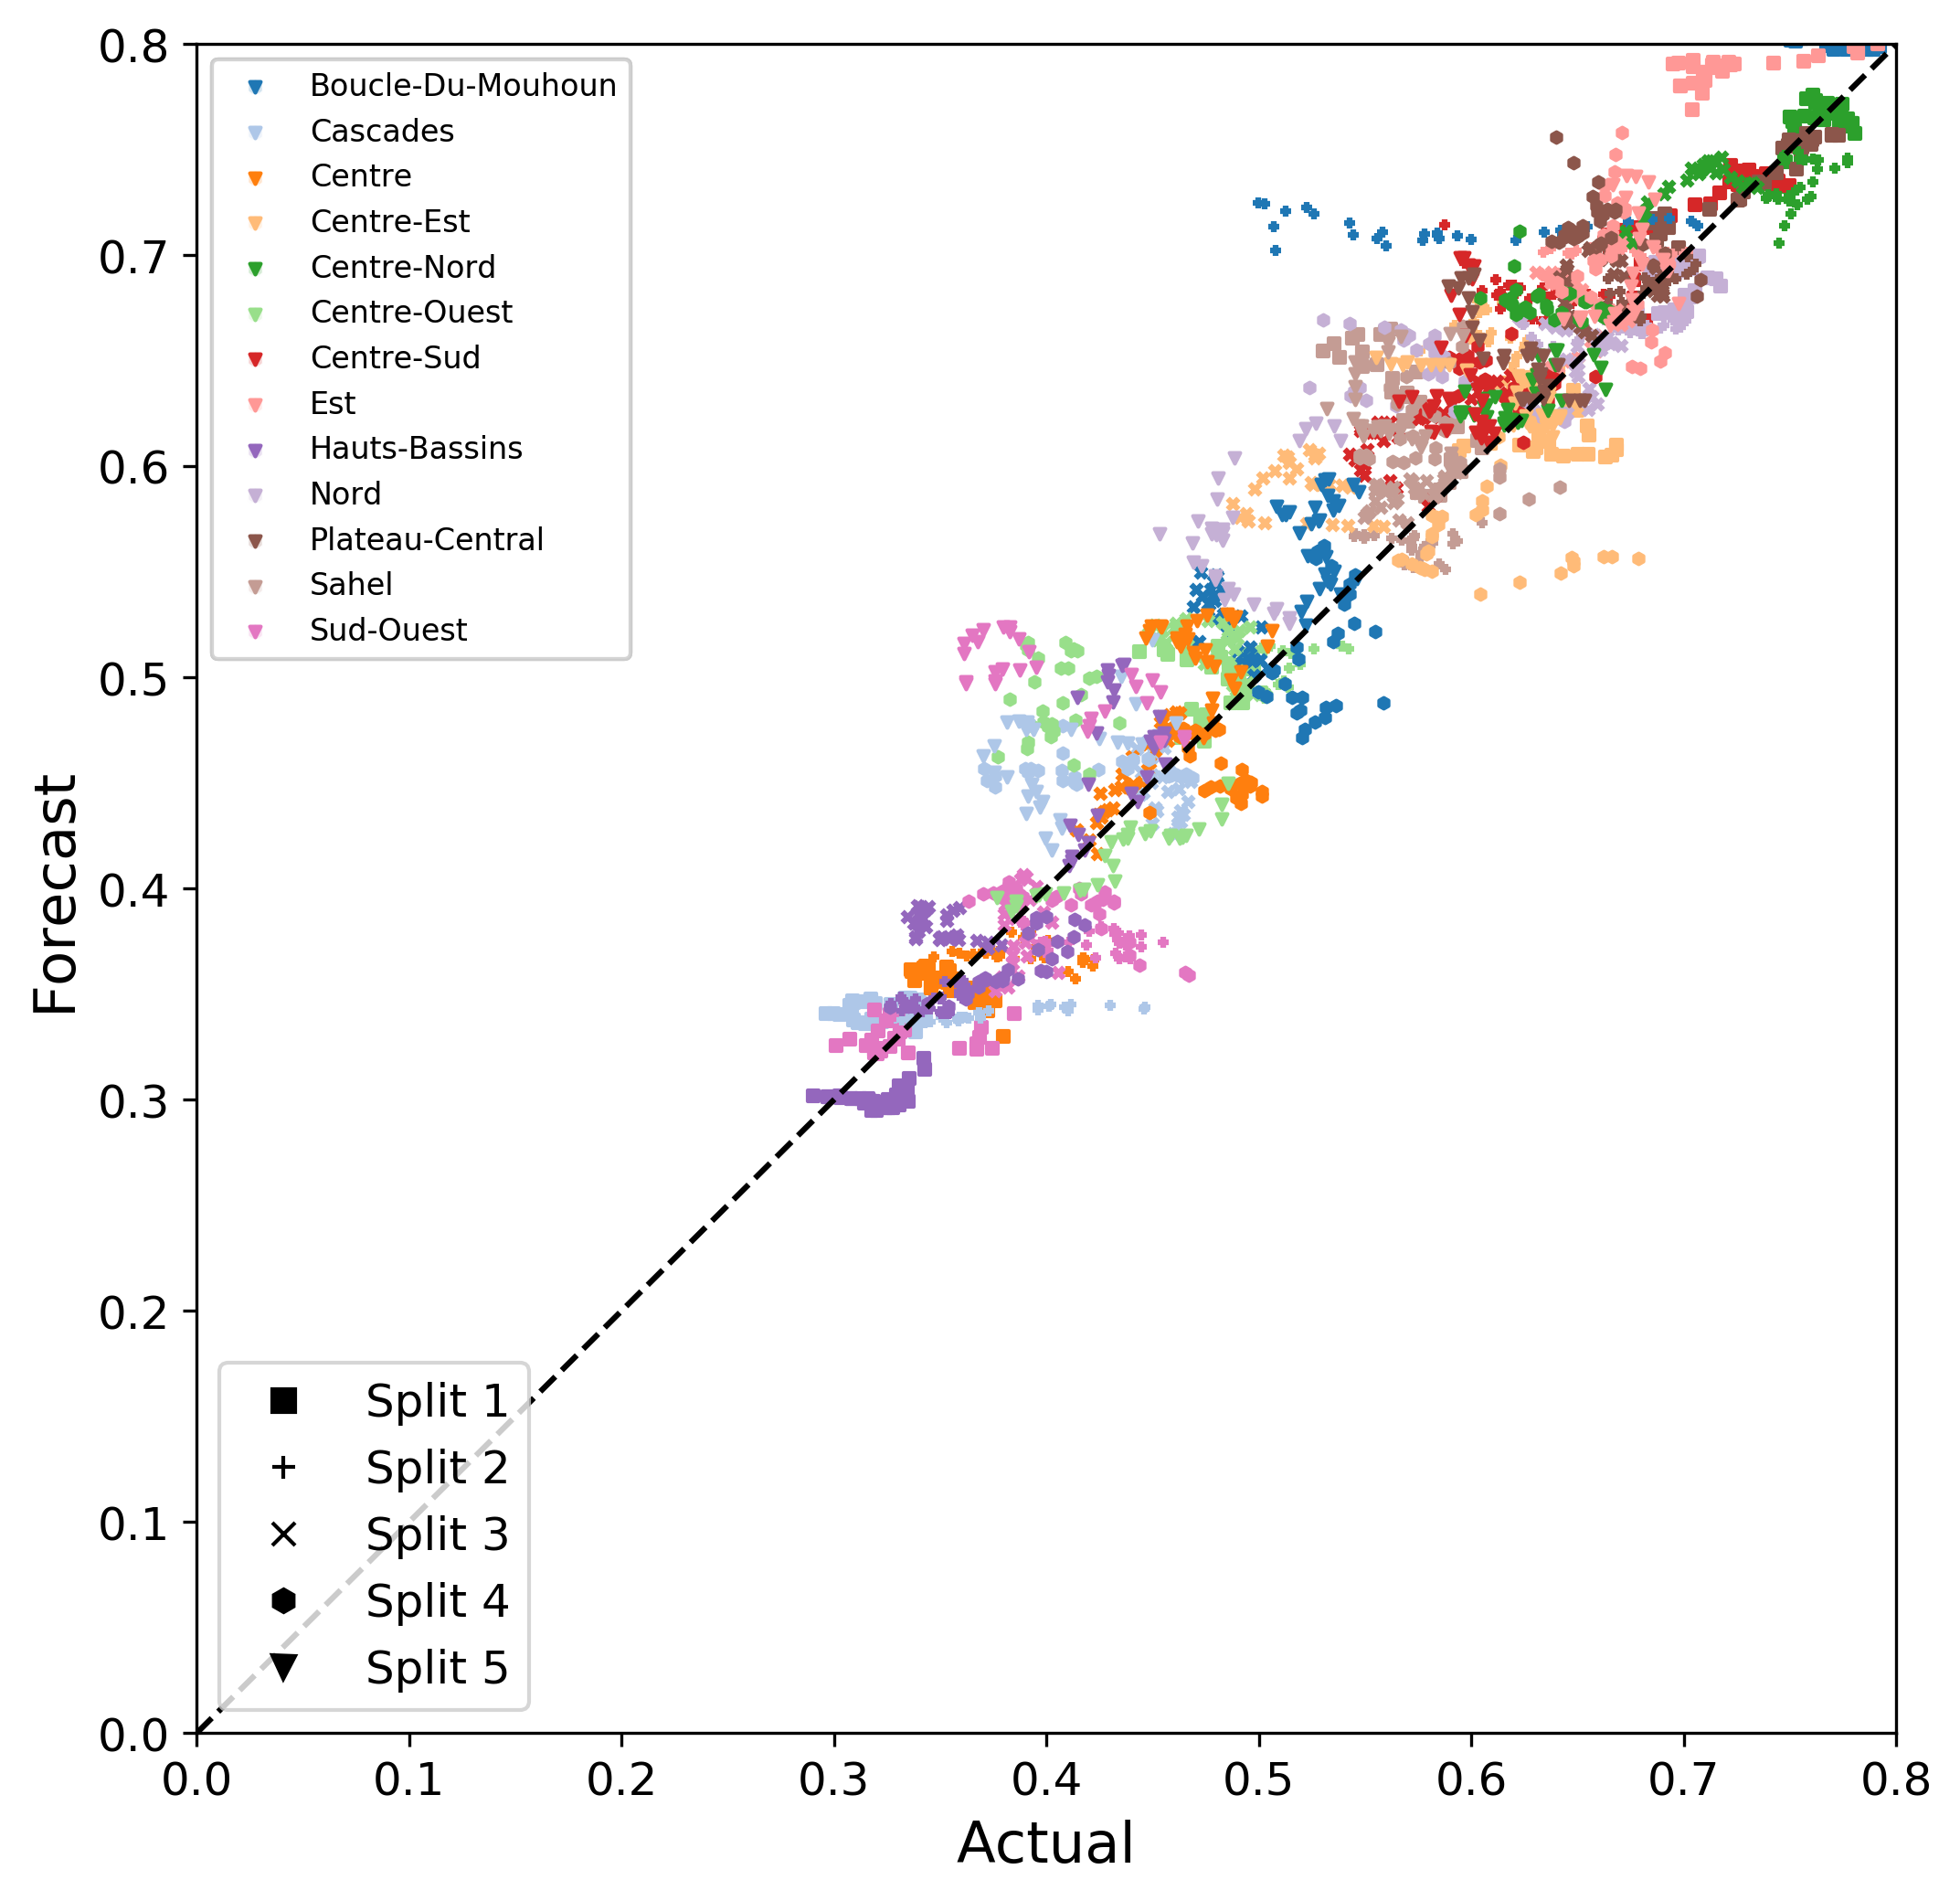 0.8
0.7
0.6
0.5
0.4
0.3
0.2
0.1
0.0
Forecast
Boucle-Du-Mouhoun
Cascades
Centre
Centre-Est
Centre-Nord
Centre-Ouest
Centre-Sud
Est
Hauts-Bassins
Nord
Plateau-Central
Sahel
Sud-Ouest
Split 1
Split 2
Split 3
Split 4
Split 5
0.0 0.1 0.2 0.3 0.4 0.5 0.6 0.7 0.8
Actual